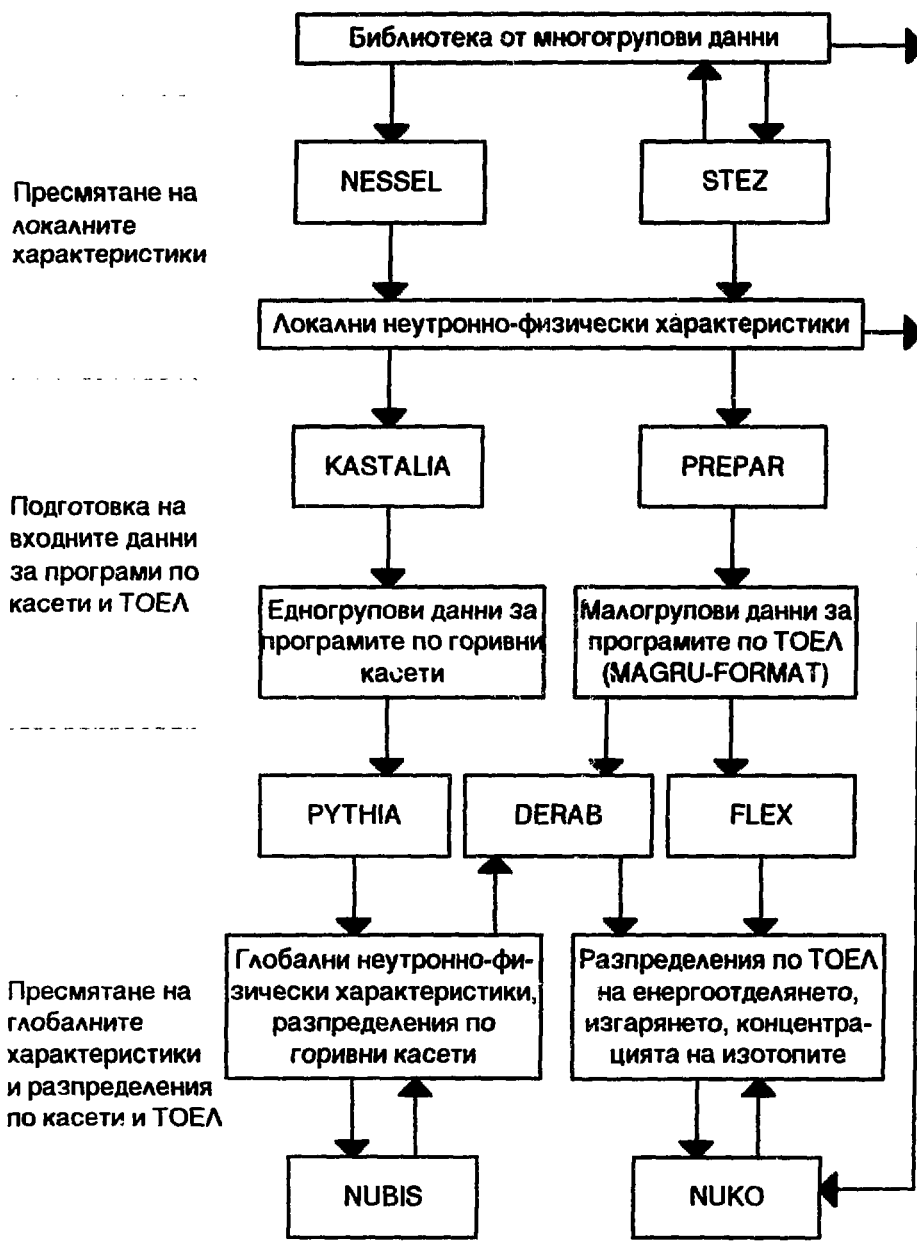 Библиотека от многогрупови данни
Пресмятане на
локалните
характеристики
NESSEL
STEZ
Локални неутронно-физически характеристики
Подготовка на
входните данни
за програми по
касети и ТОЕЛ
KASTALIA
PREPAR
Едногрупови данни за
програмите по горивни
касети
Малогрупови данни за
програмите по ТОЕЛ
(MAGRU-FORMAT)
PYTHIA
DERAB
FLEX
Пресмятане на
глобалните
характеристики
и разпределения
по касети и ТОЕЛ
Глобални неутронно-фи-
зически характеристики,
разпределения по
горивни касети
Разпределения по ТОЕЛ
на енергоотделянето,
изгарянето, концентра-
цията на изотопите
NUBIS
NUKO